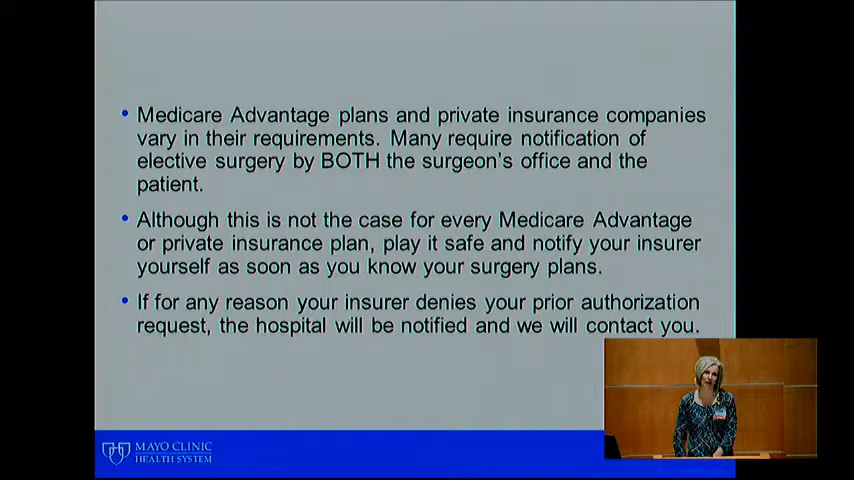 Medicare Advantage plans and private insurance companies
vary in their requirements. Many require notification of
elective surgery by BOTH the surgeon's office and the
patient.
Although this is not the case for every Medicare Advantage
or private insurance plan, play it safe and notify your insurer
yourself as soon as you know your surgery plans.
If for any reason your insurer denies your prior authorization
request, the hospital will be notified and we will contact you.
MAYO CLINIC
HEALTH SYSTEM